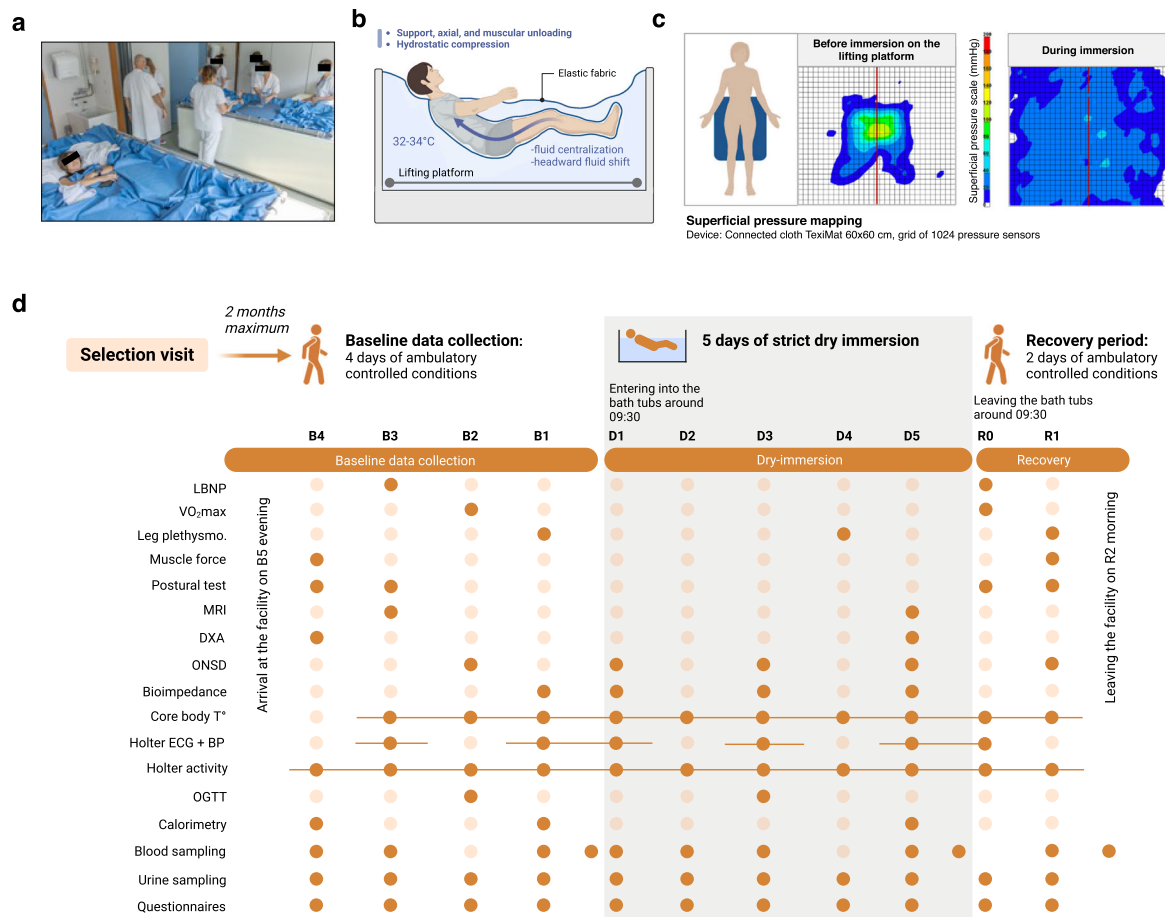 a
b
• Support, axial, and muscular unloading
• Hydrostatic compression
Elastic fabric
32-34°C
-fluid centralization
-headward fluid shift
Lifting platform
c
Before immersion on the
lifting platform
Superficial pressure scale (mmHg)
During immersion
Superficial pressure mapping
Device: Connected cloth TexiMat 60x60 cm, grid of 1024 pressure sensors
d
Selection visit
2 months
maximum
Baseline data collection:
4 days of ambulatory
controlled conditions
5 days of strict dry immersion
Entering into the
bath tubs around
09:30
Recovery period:
2 days of ambulatory
controlled conditions
Leaving the bath tubs
around 09:30
B4 B3 B2 B1 D1 D2 D3 D4 D5 R0 R1
Baseline data collection Dry-immersion Recovery
Arrival at the facility on B5 evening
LBNP
VO₂max
Leg plethysmo.
Muscle force
Postural test
MRI
DXA
ONSD
Bioimpedance
Core body T°
Holter ECG + BP
Holter activity
OGTT
Calorimetry
Blood sampling
Urine sampling
Questionnaires
Leaving the facility on R2 morning